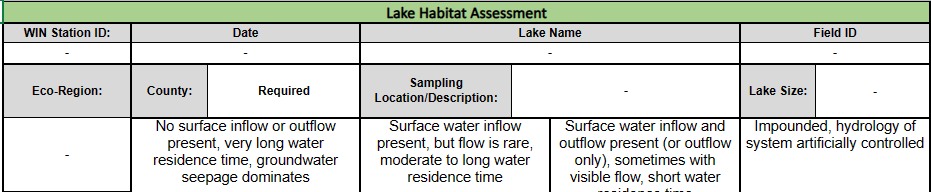 Lake Habitat Assessment
WIN Station ID: Date Lake Name Field ID
- - - -
Eco-Region: County: Required Sampling Location/Description: - Lake Size: -
-
No surface inflow or outflow
present, very long water
residence time, groundwater
seepage dominates
Surface water inflow
present, but flow is rare,
moderate to long water
residence time
Surface water inflow and
outflow present (or outflow
only), sometimes with
visible flow, short water
residence time
Impounded, hydrology of
system artificially controlled